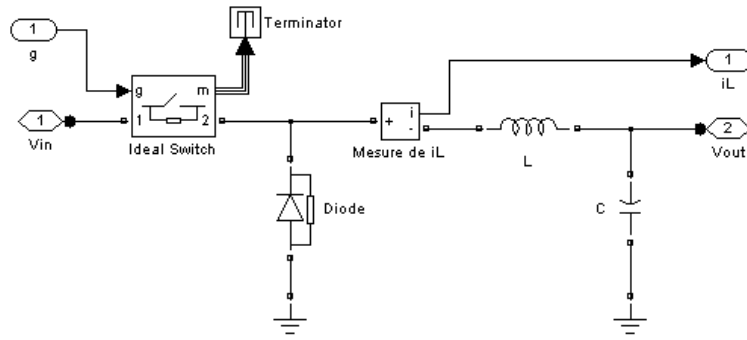 1
g
Terminator
g
m
1
2
Ideal Switch
1
Vin
+
i
-
Mesure de iL
L
1
iL
2
Vout
Diode
C